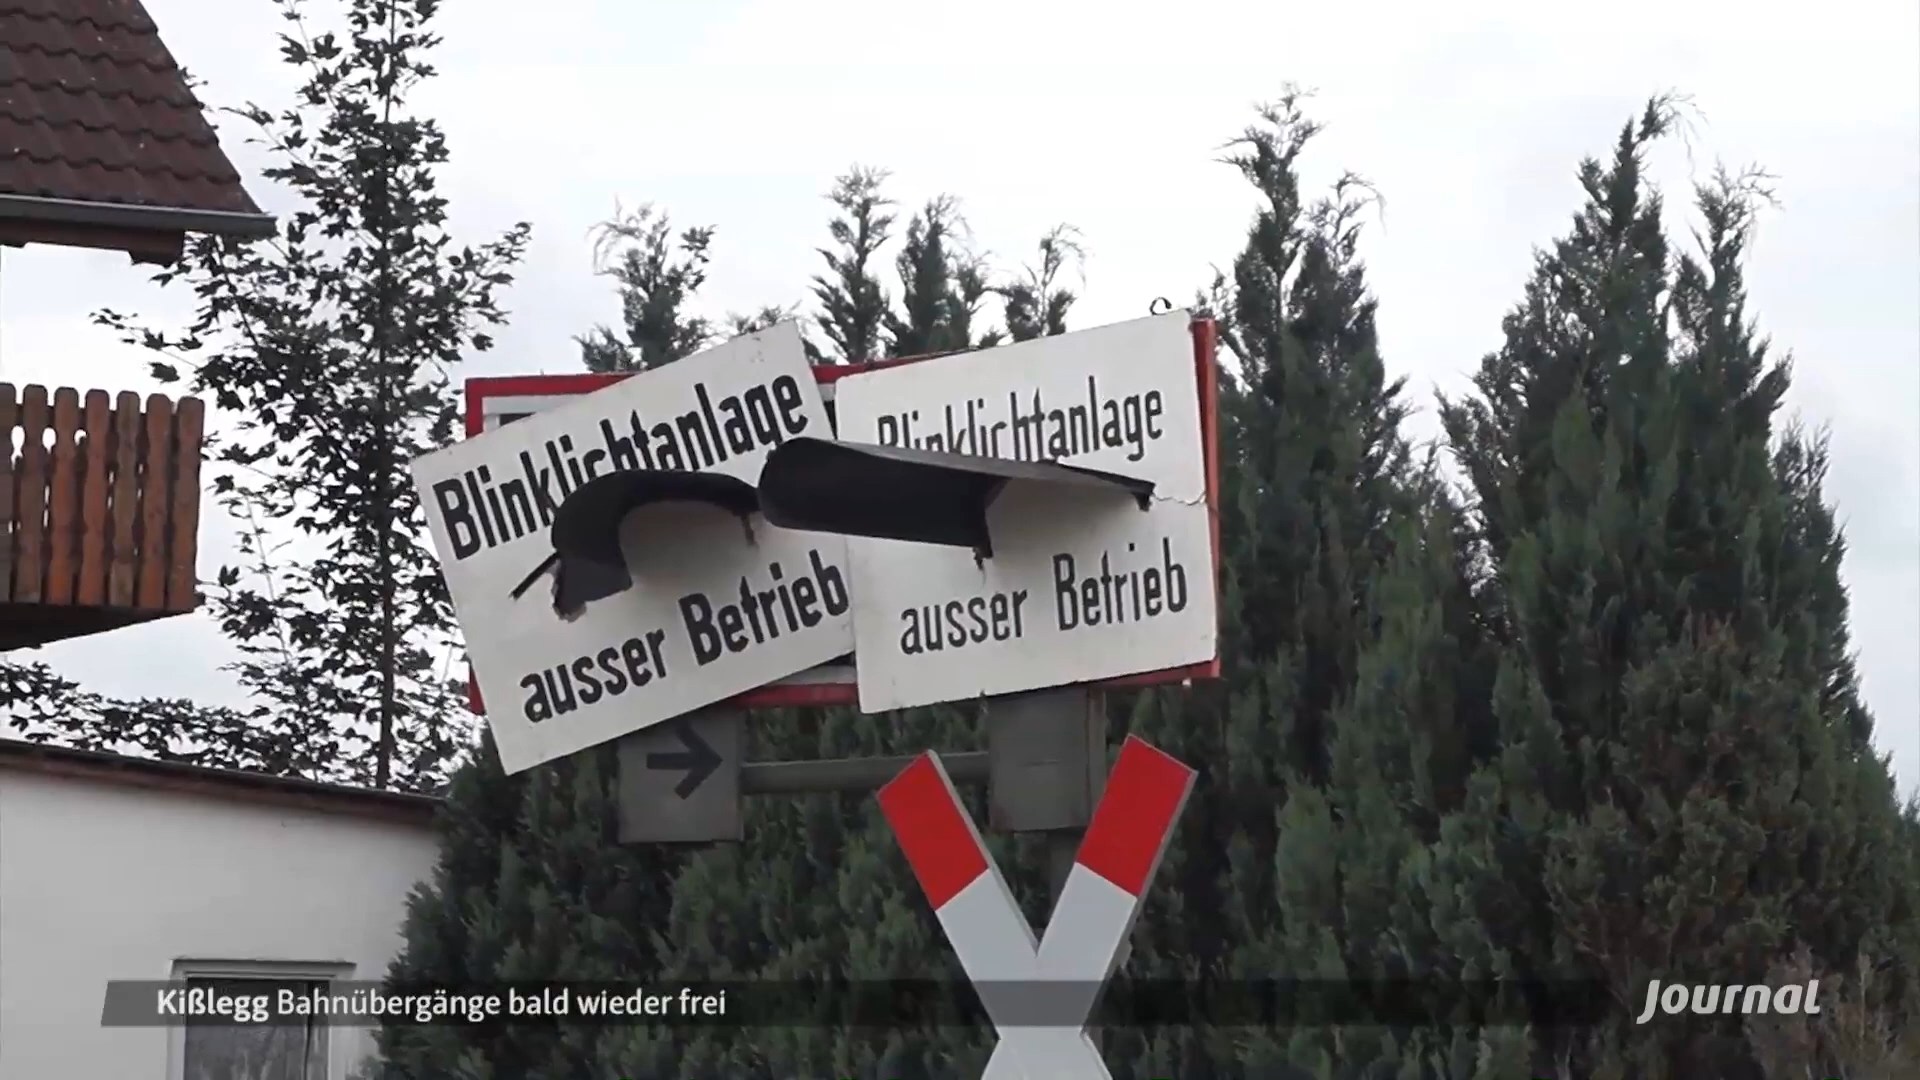 Blinklichtanlage
ausser Betrieb
Blinklichtanlage
ausser Betrieb
Kißlegg Bahnübergänge bald wieder frei
Journal